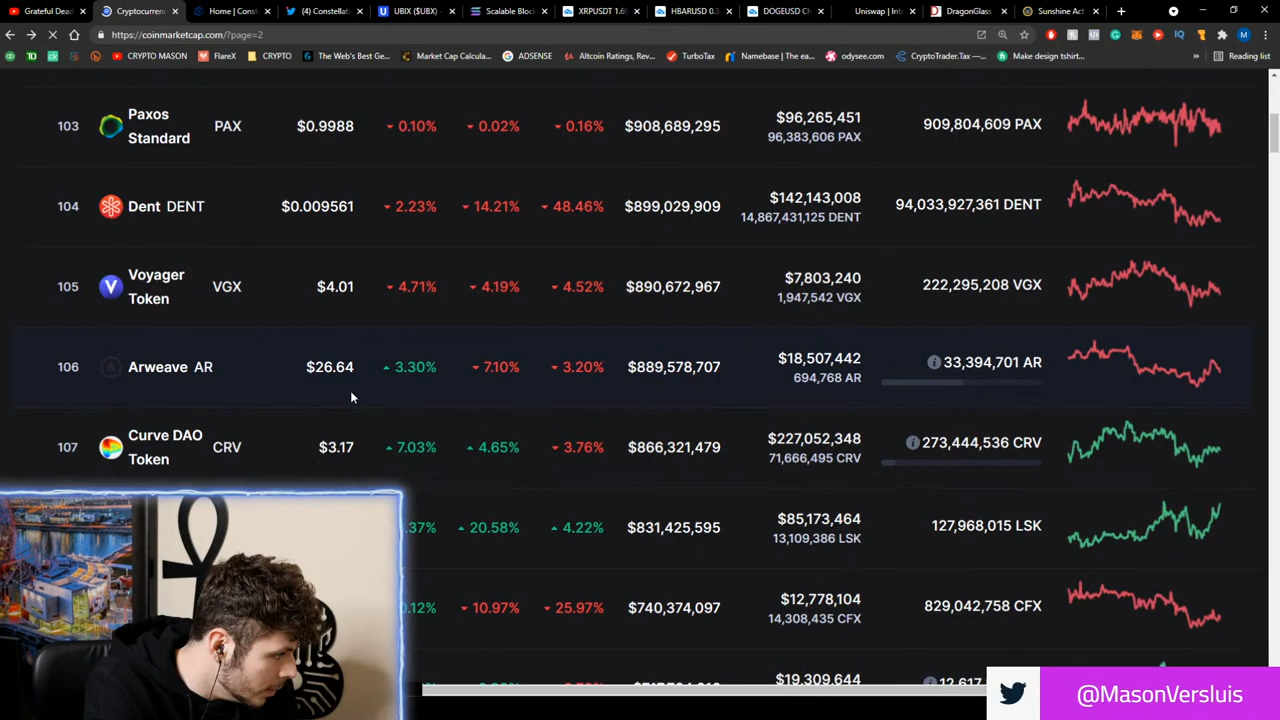 Grateful Dead
Cryptocurrenc
Home | Const
(4) Constellat
UBIX ($UBX)
Scalable Bloc
XRPUSDT 1.6
HBARUSD 0.3
DOGEUSD Ch
Uniswap | Int
DragonGlass
Sunshine Act
https://coinmarketcap.com/?page=2
CRYPTO MASON
FlareX
CRYPTO
The Web's Best Ge...
Market Cap Calcula...
ADSENSE
Altcoin Ratings, Rev...
TurboTax
Namebase | The ea...
odysee.com
CryptoTrader.Tax —...
Make design tshirt...
Reading list
103 Paxos Standard PAX $0.9988 0.10% 0.02% 0.16% $908,689,295 $96,265,451 909,804,609 PAX
96,383,606 PAX
104 Dent DENT $0.009561 2.23% 14.21% 48.46% $899,029,909 $142,143,008 94,033,927,361 DENT
14,867,431,125 DENT
105 Voyager Token VGX $4.01 4.71% 4.19% 4.52% $890,672,967 $7,803,240 222,295,208 VGX
1,947,542 VGX
106 Arweave AR $26.64 3.30% 7.10% 3.20% $889,578,707 $18,507,442 33,394,701 AR
694,768 AR
107 Curve DAO Token CRV $3.17 7.03% 4.65% 3.76% $866,321,479 $227,052,348 273,444,536 CRV
71,666,495 CRV
.37% 20.58% 4.22% $831,425,595 $85,173,464 127,968,015 LSK
13,109,386 LSK
0.12% 10.97% 25.97% $740,374,097 $12,778,104 829,042,758 CFX
14,308,435 CFX
$19,309,644
@MasonVersluis